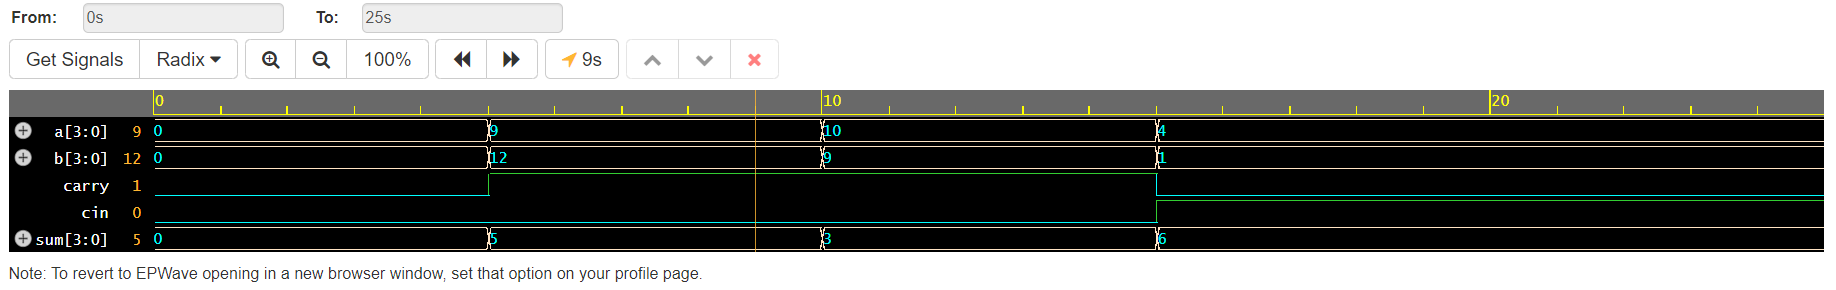 From: 0s To: 25s
Get Signals Radix 100% 9s
0 10 20
a[3:0] 9 0 9 10 4
b[3:0] 12 0 12 9 1
carry 1
cin 0
sum[3:0] 5 0 5 3 6
Note: To revert to EPWave opening in a new browser window, set that option on your profile page.